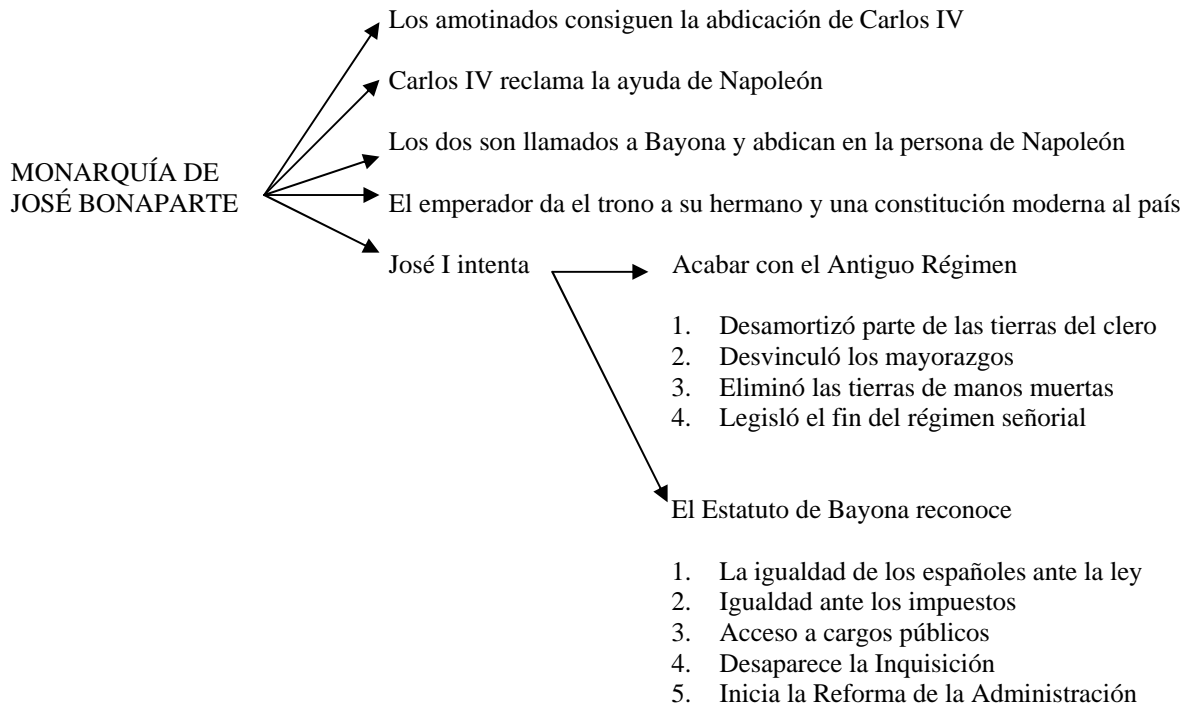 Los amotinados consiguen la abdicación de Carlos IV
Carlos IV reclama la ayuda de Napoleón
Los dos son llamados a Bayona y abdican en la persona de Napoleón
MONARQUÍA DE
JOSÉ BONAPARTE
El emperador da el trono a su hermano y una constitución moderna al país
José I intenta
Acabar con el Antiguo Régimen
1. Desamortizó parte de las tierras del clero
2. Desvinculó los mayorazgos
3. Eliminó las tierras de manos muertas
4. Legisló el fin del régimen señorial
El Estatuto de Bayona reconoce
1. La igualdad de los españoles ante la ley
2. Igualdad ante los impuestos
3. Acceso a cargos públicos
4. Desaparece la Inquisición
5. Inicia la Reforma de la Administración